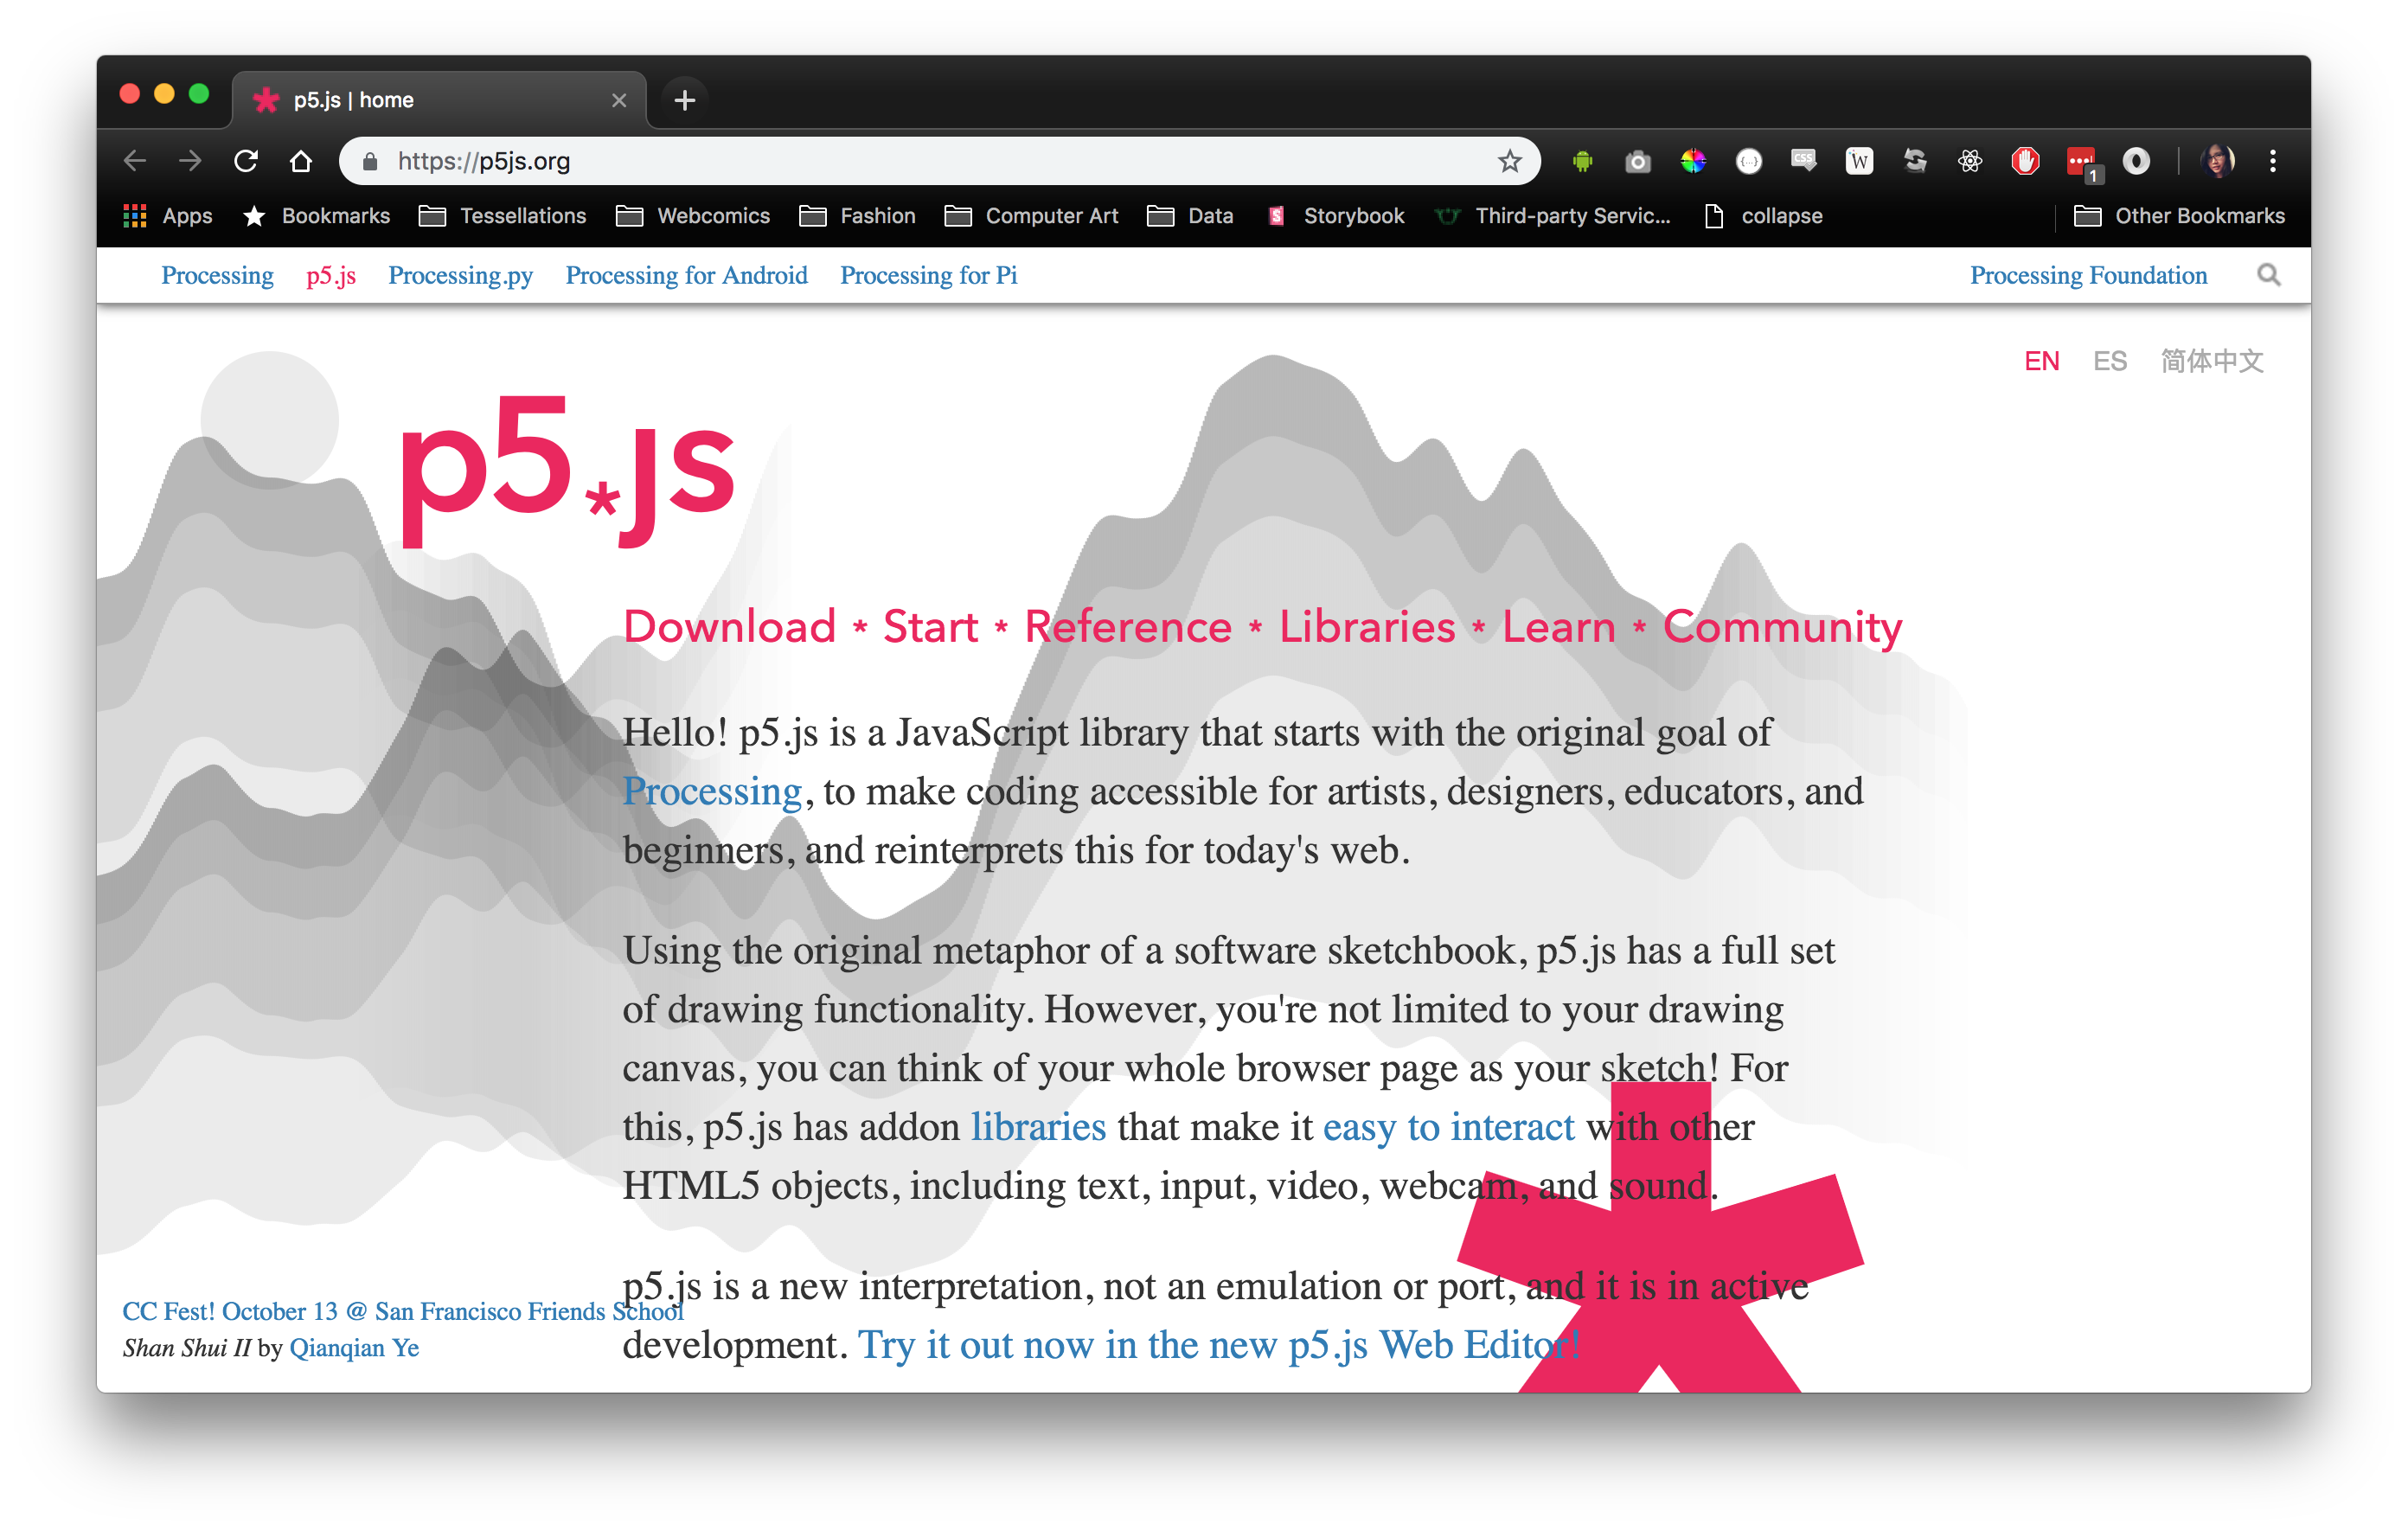 p5.js | home
https://p5js.org
W
CSS
1
Apps Bookmarks Tessellations Webcomics Fashion Computer Art Data Storybook Third-party Servic... collapse Other Bookmarks
Processing p5.js Processing.py Processing for Android Processing for Pi Processing Foundation
EN ES 简体中文
p5*js
Download * Start * Reference * Libraries * Learn * Community
Hello! p5.js is a JavaScript library that starts with the original goal of
Processing, to make coding accessible for artists, designers, educators, and
beginners, and reinterprets this for today's web.
Using the original metaphor of a software sketchbook, p5.js has a full set
of drawing functionality. However, you're not limited to your drawing
canvas, you can think of your whole browser page as your sketch! For
this, p5.js has addon libraries that make it easy to interact with other
HTML5 objects, including text, input, video, webcam, and sound.
p5.js is a new interpretation, not an emulation or port, and it is in active
development. Try it out now in the new p5.js Web Editor!
CC Fest! October 13 @ San Francisco Friends School
Shan Shui II by Qianqian Ye